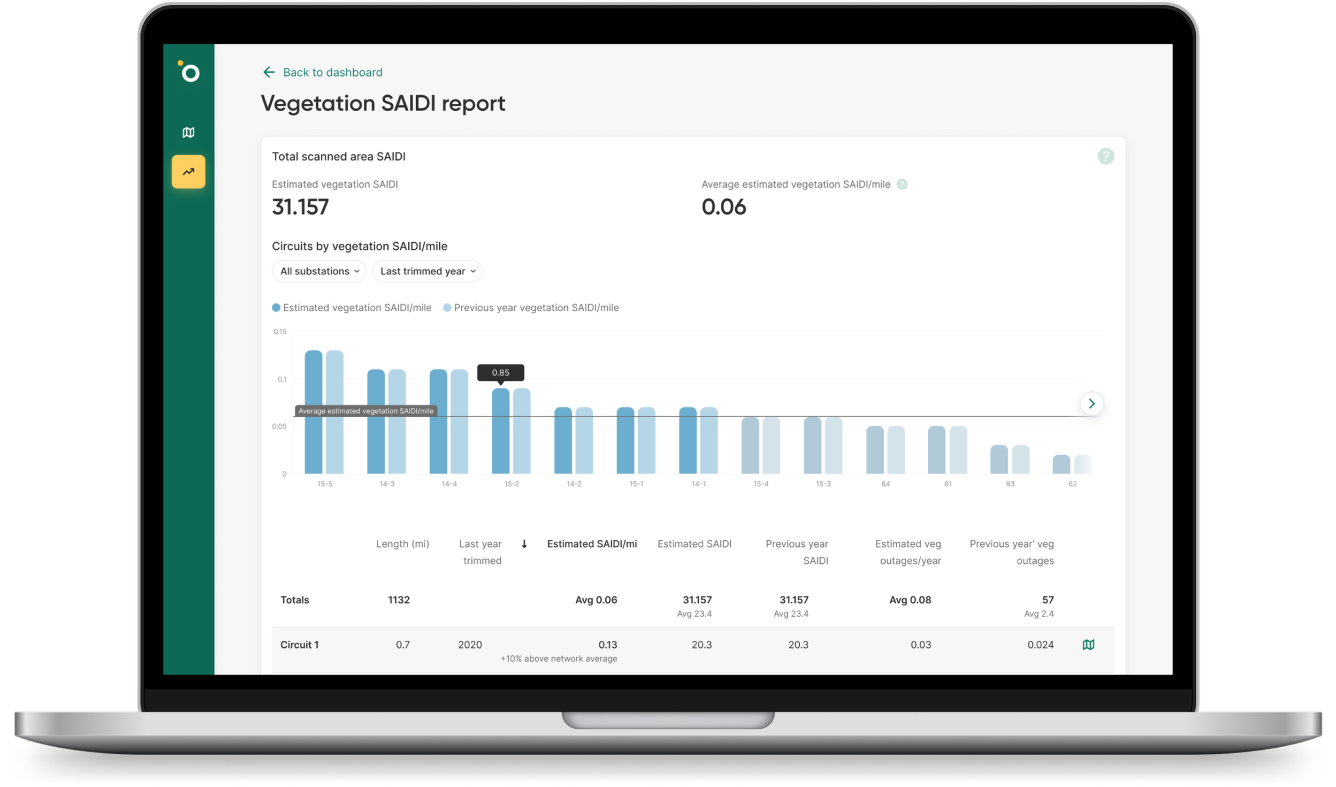 Back to dashboard
Vegetation SAIDI report
Total scanned area SAIDI
?
Estimated vegetation SAIDI
Average estimated vegetation SAIDI/mile ?
31.157
0.06
Circuits by vegetation SAIDI/mile
All substations
Last trimmed year
Estimated vegetation SAIDI/mile
Previous year vegetation SAIDI/mile
0.15
0.85
0.1
Average estimated vegetation SAIDI/mile
0.05
0
15-5 14-3 14-4 15-2 14-2 15-1 14-1 15-4 15-3 64 61 83 62
Length (mi) Last year Estimated SAIDI/mi Estimated SAIDI Previous year Estimated veg Previous year' veg
trimmed SAIDI outages/year outages
Totals 1132 Avg 0.06 31.157 31.157 Avg 0.08 57
Avg 23.4 Avg 23.4 Avg 2.4
Circuit 1 0.7 2020 0.13 20.3 20.3 0.03 0.024
+10% above network average